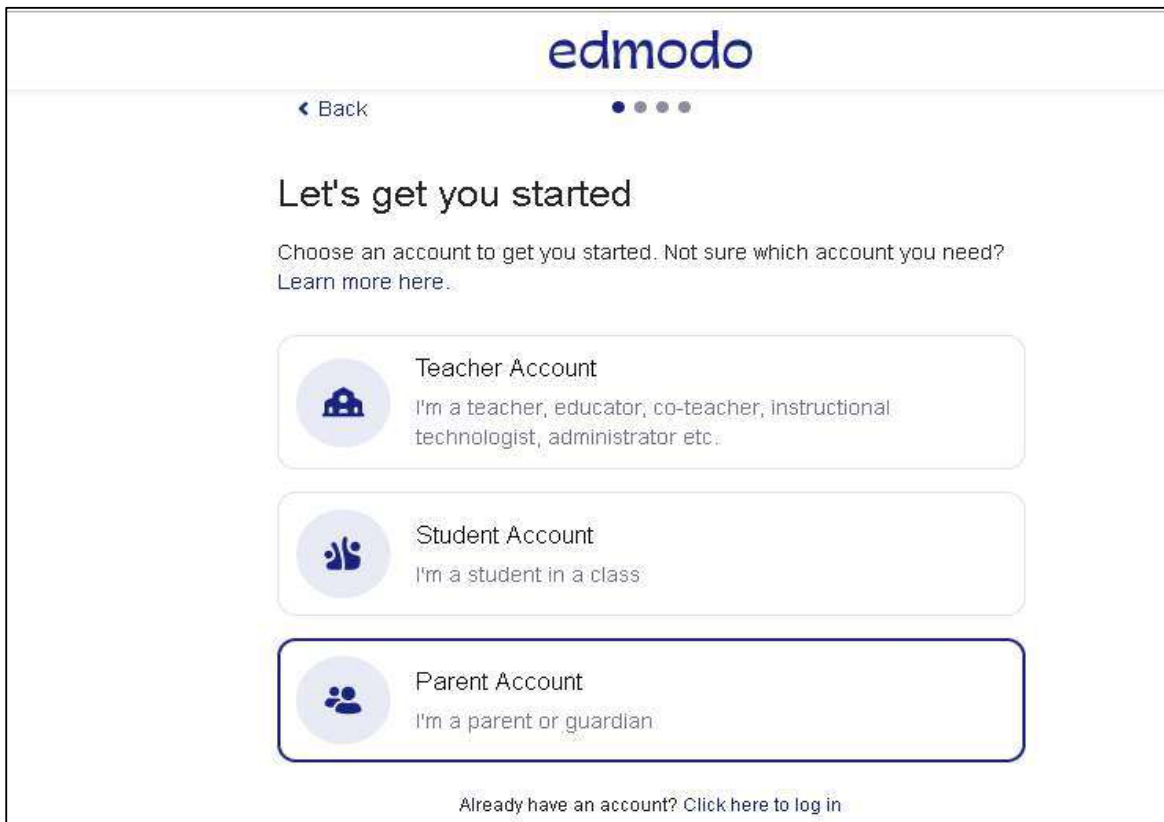 edmodo
Back
Let's get you started
Choose an account to get you started. Not sure which account you need?
Learn more here.
Teacher Account
I'm a teacher, educator, co-teacher, instructional
technologist, administrator etc.
Student Account
I'm a student in a class
Parent Account
I'm a parent or guardian
Already have an account? Click here to log in